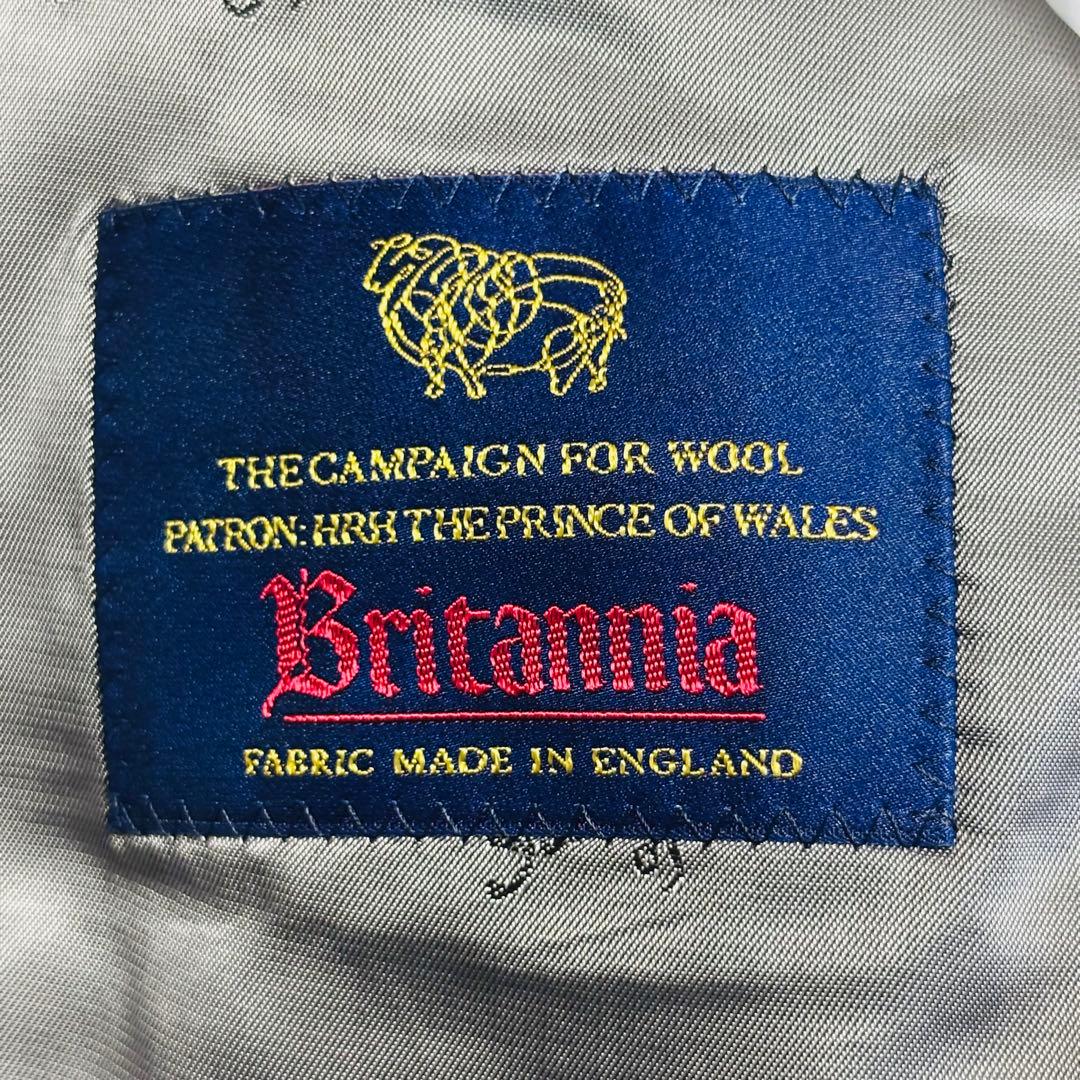 THE CAMPAIGN FOR WOOL
PATRON: HRH THE PRINCE OF WALES
Britannia
FABRIC MADE IN ENGLAND